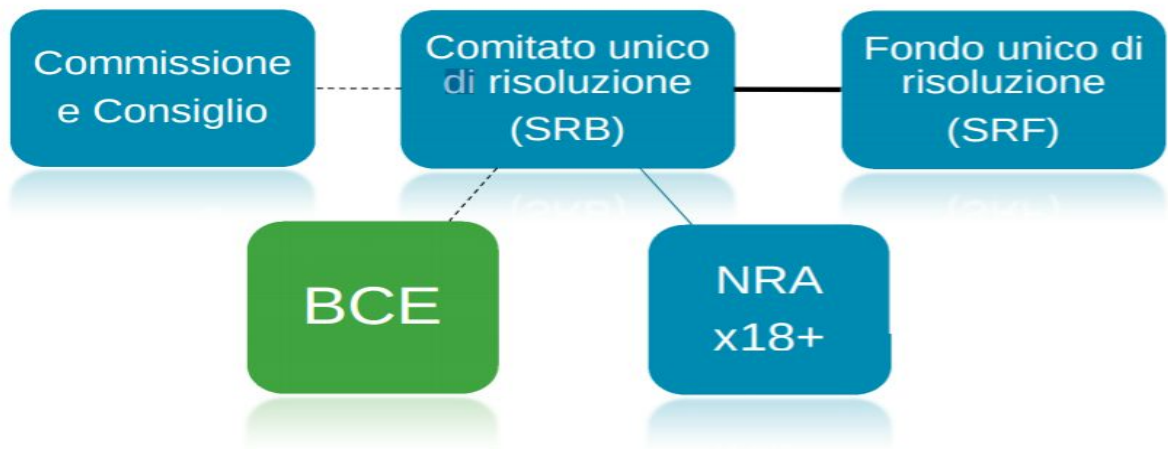 Commissione
e Consiglio
Comitato unico
di risoluzione
(SRB)
Fondo unico di
risoluzione
(SRF)
BCE
NRA
x18+